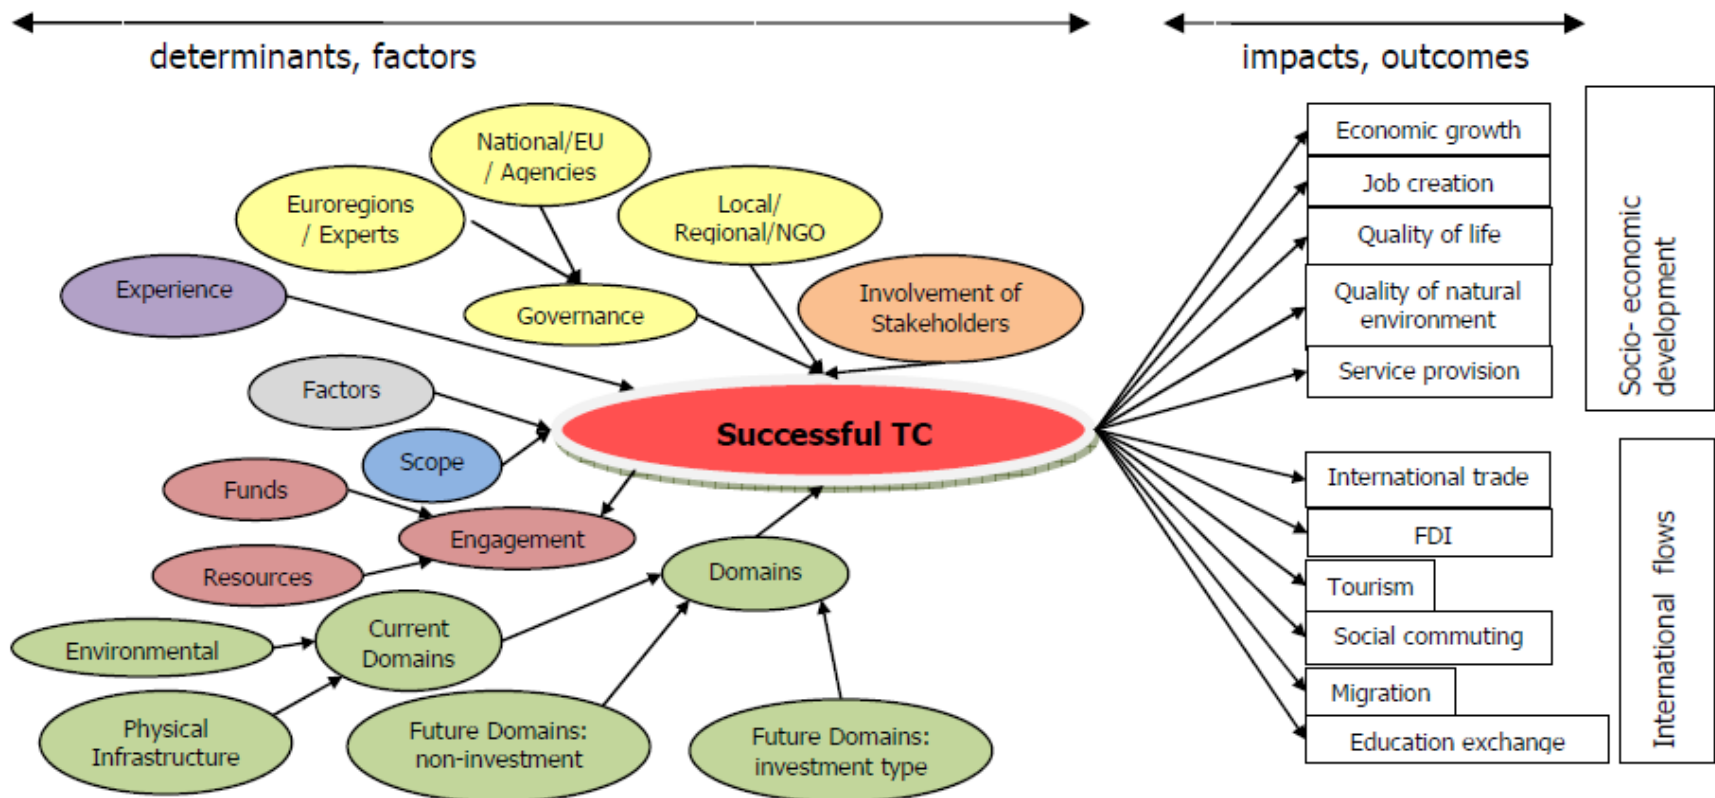 determinants, factors
impacts, outcomes
National/EU
/ Agencies
Euroregions
/ Experts
Local/
Regional/NGO
Experience
Governance
Involvement of
Stakeholders
Factors
Successful TC
Scope
Funds
Engagement
Resources
Domains
Environmental
Current
Domains
Physical
Infrastructure
Future Domains:
non-investment
Future Domains:
investment type
Economic growth
Job creation
Quality of life
Quality of natural
environment
Service provision
Socio- economic
development
International trade
FDI
Tourism
Social commuting
Migration
Education exchange
International flows